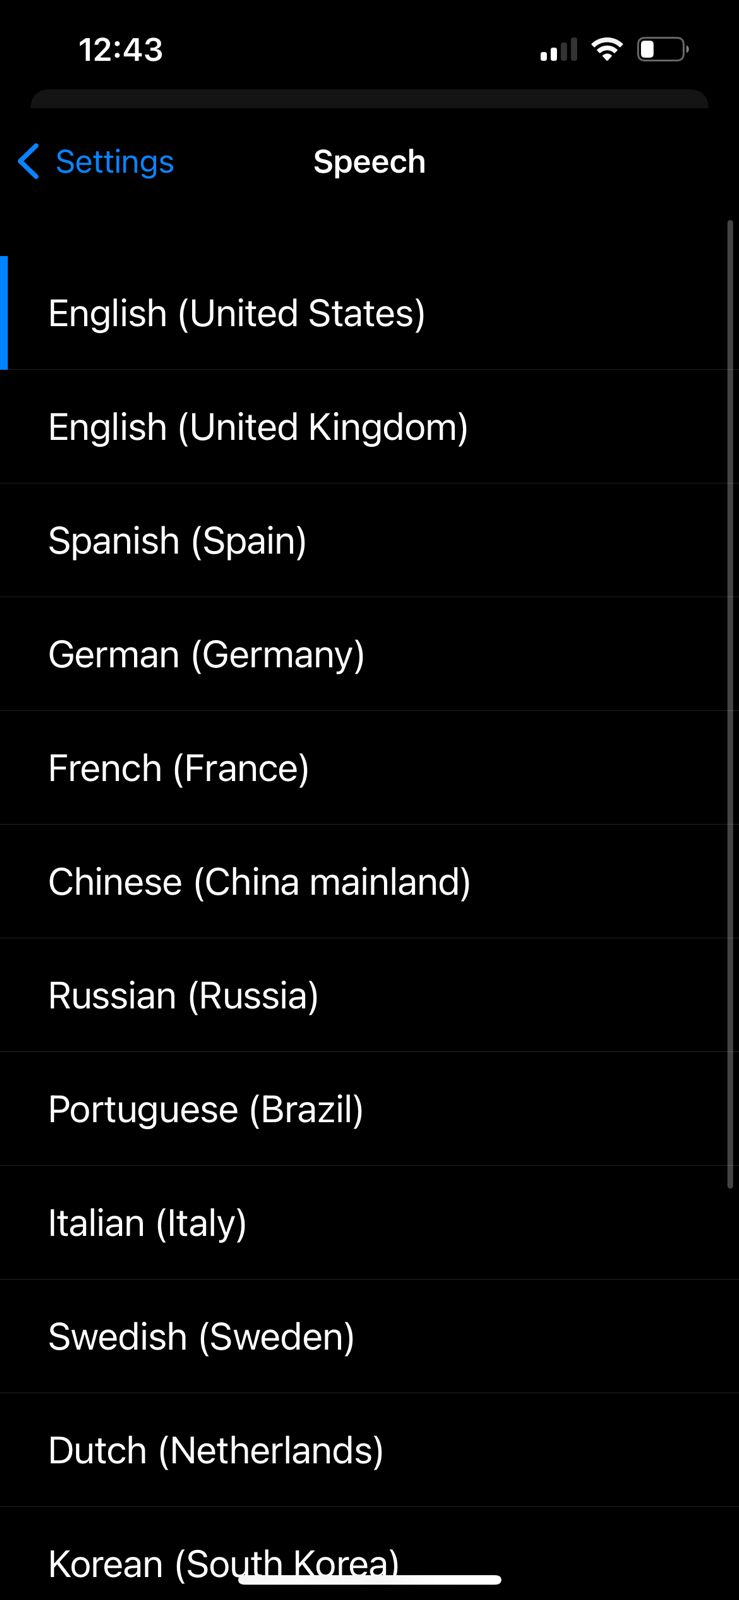 12:43
Settings
Speech
English (United States)
English (United Kingdom)
Spanish (Spain)
German (Germany)
French (France)
Chinese (China mainland)
Russian (Russia)
Portuguese (Brazil)
Italian (Italy)
Swedish (Sweden)
Dutch (Netherlands)
Korean (South Korea)